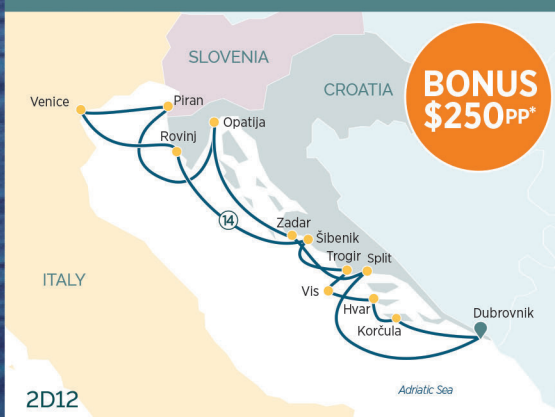 SLOVENIA
CROATIA
BONUS
$250PP*
Venice
Piran
Opatija
Rovinj
14
Zadar
Šibenik
Trogir
Split
ITALY
Vis
Hvar
Korčula
Dubrovnik
Adriatic Sea
2D12